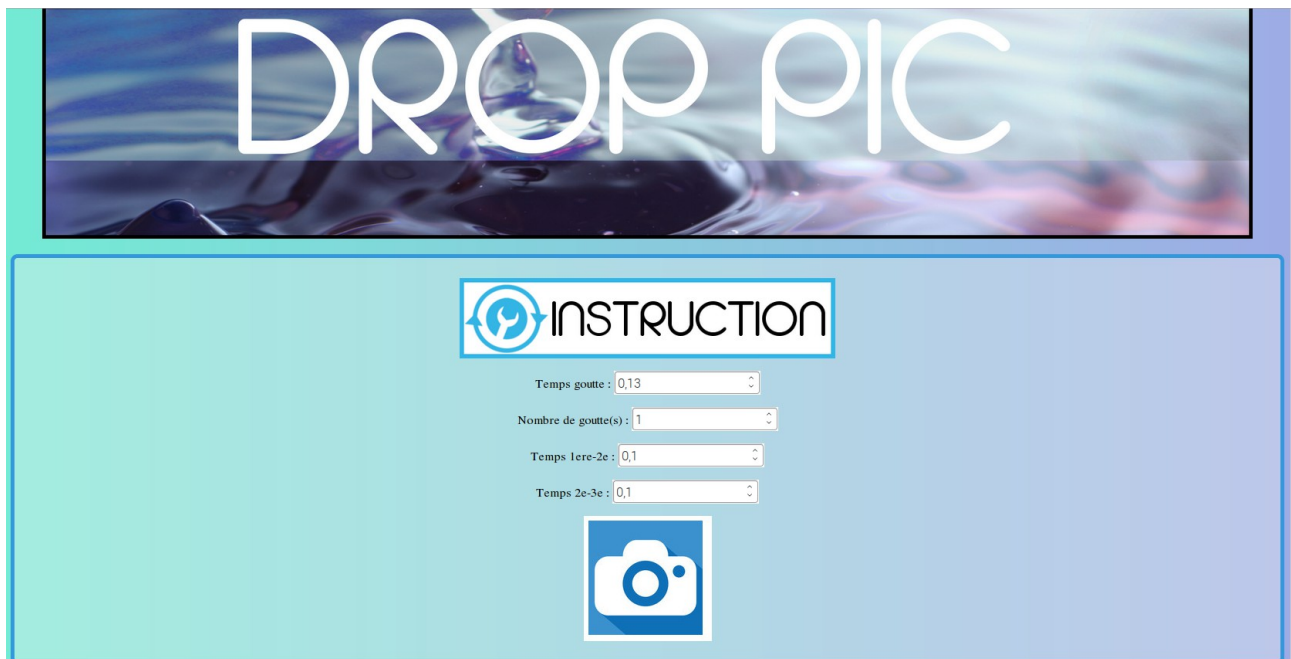 DROP PIC
INSTRUCTION
Temps goutte : 0,13
Nombre de goutte(s) : 1
Temps 1ere-2e : 0,1
Temps 2e-3e : 0,1